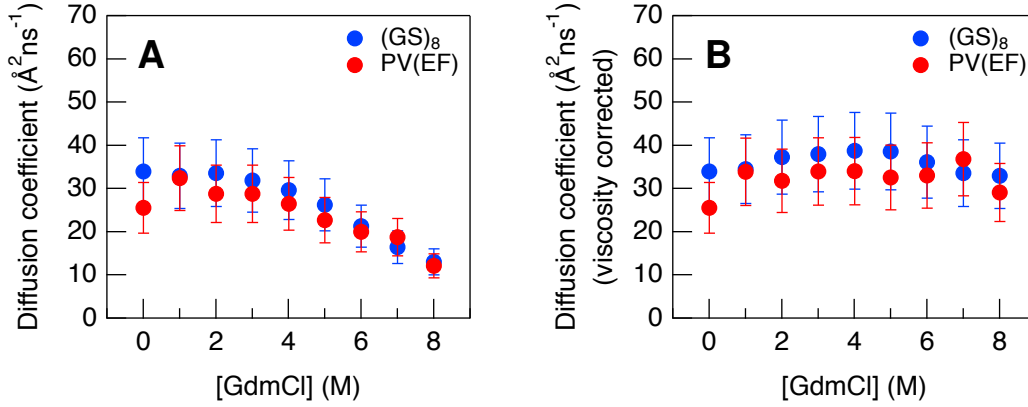 A
(GS)8
PV(EF)
Diffusion coefficient (Å2ns-1)
70
60
50
40
30
20
10
0
0 2 4 6 8
[GdmCl] (M)
B
(GS)8
PV(EF)
Diffusion coefficient (Å2ns-1)
(viscosity corrected)
70
60
50
40
30
20
10
0
0 2 4 6 8
[GdmCl] (M)